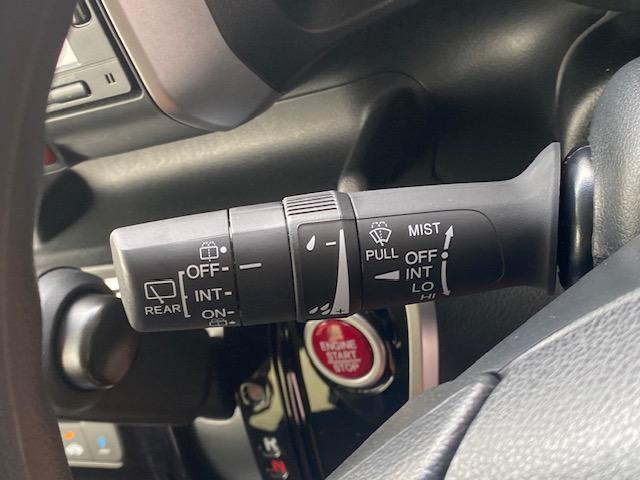 OFF
INT
ON
REAR
PULL
MIST
OFF
INT
LO
HI
ENGINE
START
STOP
N